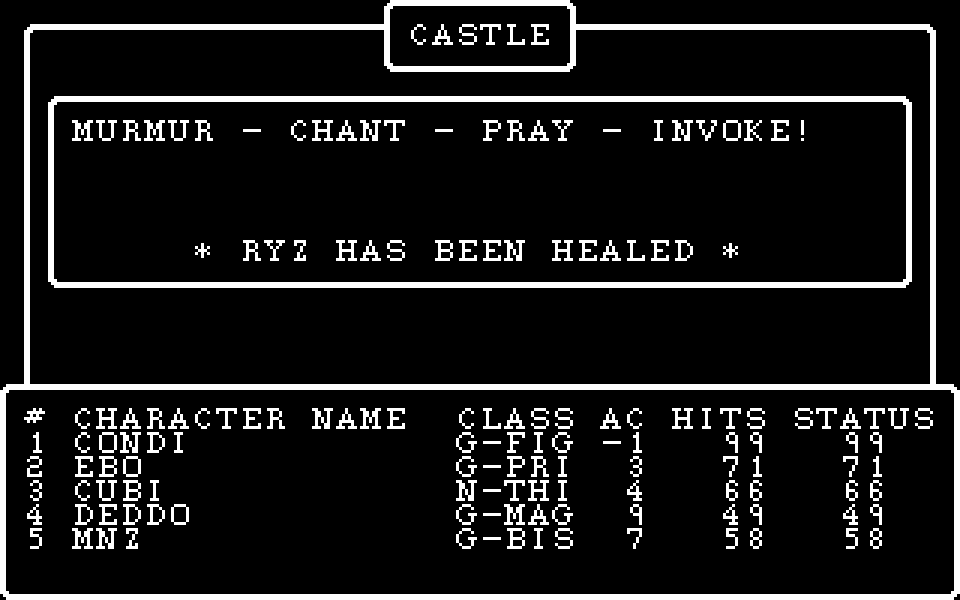 CASTLE
MURMUR - CHANT - PRAY - INVOKE!
* RYZ HAS BEEN HEALED *
# CHARACTER NAME CLASS AC HITS STATUS
1 CONDI G-FIG -1 99 99
2 EBO G-PRI 3 71 71
3 CUBI N-THI 4 66 66
4 DEDDO G-MAG 9 49 49
5 MNZ G-BIS 7 58 58